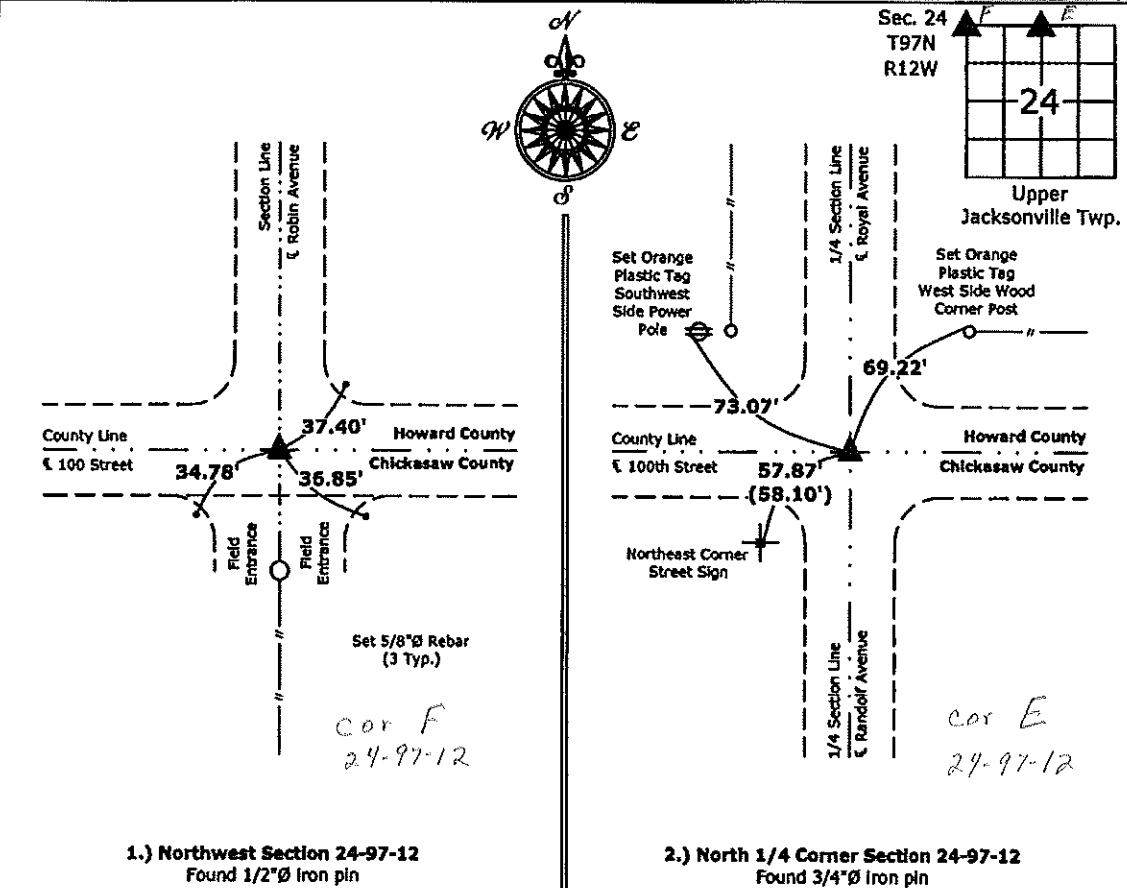 N
W
E
S
Sec. 24
T97N
R12W
F
E
24
Upper
Jacksonville Twp.
Section Line
℄ Robin Avenue
37.40'
County Line
℄ 100 Street
Howard County
Chickasaw County
34.78'
36.85'
Field
Entrance
Field
Entrance
Set 5/8"Ø Rebar
(3 Typ.)
cor F
24-97-12
1.) Northwest Section 24-97-12
Found 1/2"Ø iron pin
1/4 Section Line
℄ Royal Avenue
Set Orange
Plastic Tag
Southwest
Side Power
Pole
Set Orange
Plastic Tag
West Side Wood
Corner Post
69.22'
73.07'
County Line
℄ 100th Street
Howard County
Chickasaw County
57.87'
(58.10')
Northeast Corner
Street Sign
1/4 Section Line
℄ Randolf Avenue
cor E
24-97-12
2.) North 1/4 Corner Section 24-97-12
Found 3/4"Ø iron pin